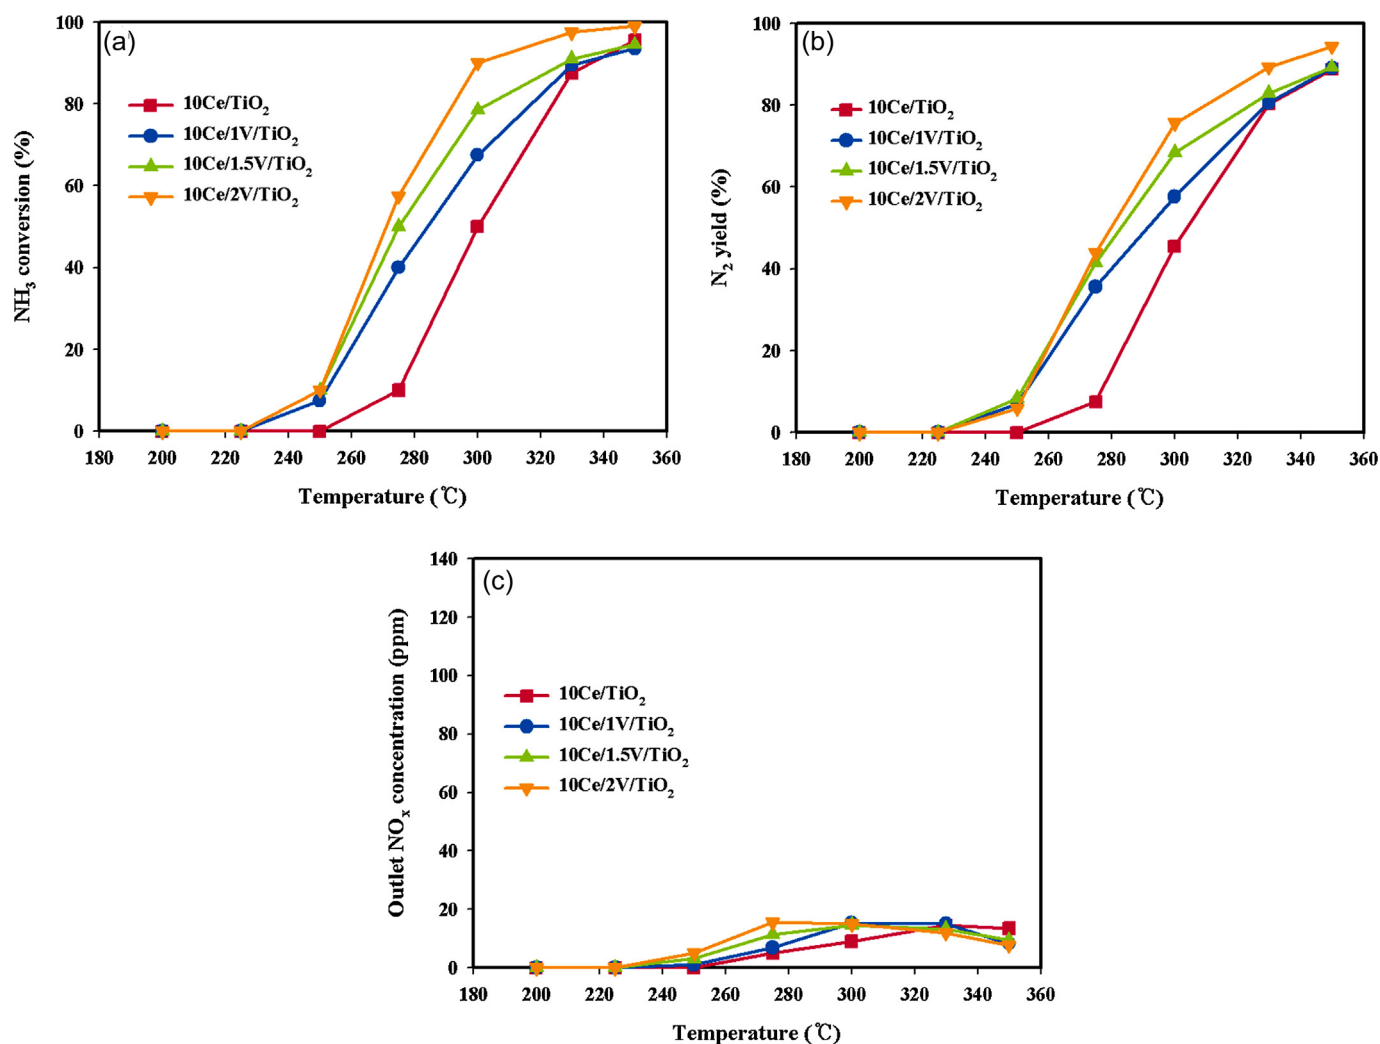 (a)
NH3 conversion (%)
100
80
60
40
20
0
10Ce/TiO2
10Ce/1V/TiO2
10Ce/1.5V/TiO2
10Ce/2V/TiO2
180 200 220 240 260 280 300 320 340 360
Temperature (℃)
(b)
N2 yield (%)
100
80
60
40
20
0
10Ce/TiO2
10Ce/1V/TiO2
10Ce/1.5V/TiO2
10Ce/2V/TiO2
180 200 220 240 260 280 300 320 340 360
Temperature (℃)
(c)
Outlet NOx concentration (ppm)
140
120
100
80
60
40
20
0
10Ce/TiO2
10Ce/1V/TiO2
10Ce/1.5V/TiO2
10Ce/2V/TiO2
180 200 220 240 260 280 300 320 340 360
Temperature (℃)